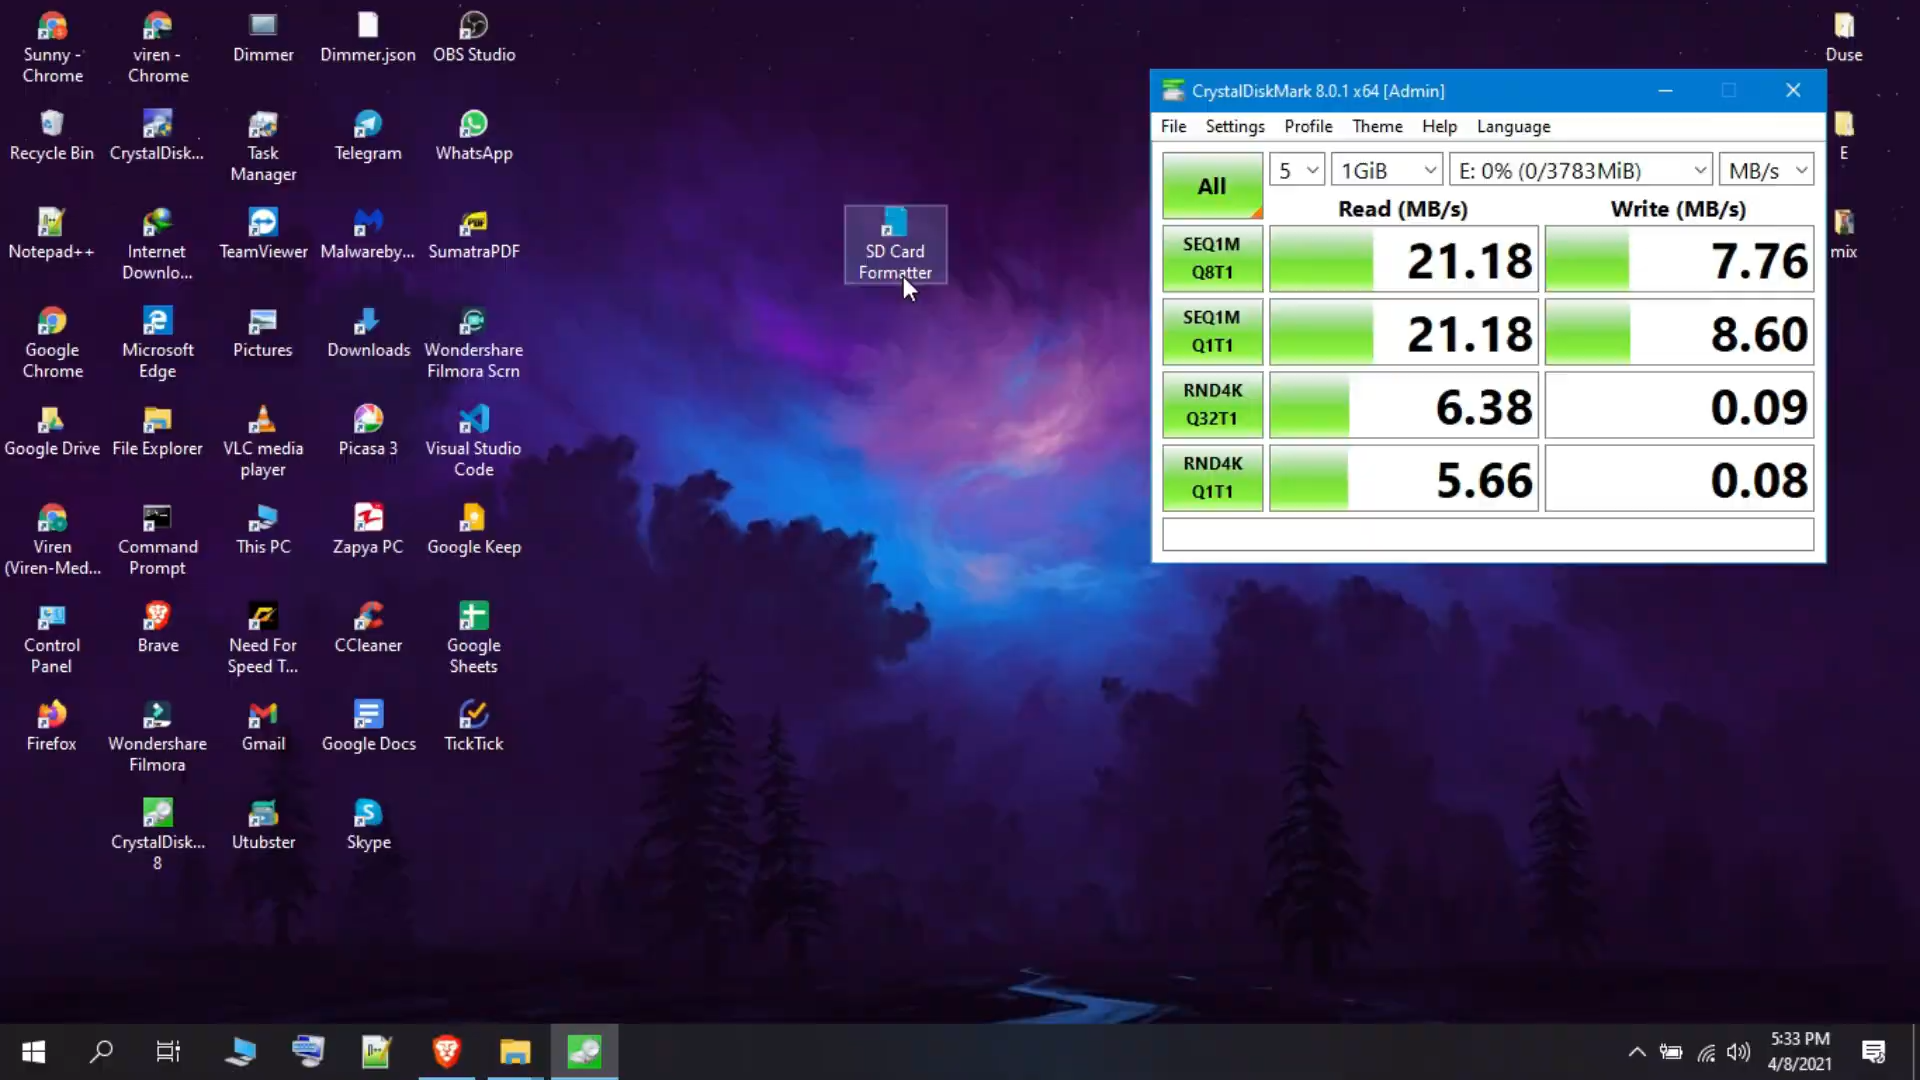 Sunny -
Chrome
viren -
Chrome
Dimmer
Dimmer.json
OBS Studio
Recycle Bin
CrystalDisk...
Task
Manager
Telegram
WhatsApp
Notepad++
Internet
Downlo...
TeamViewer
Malwareby...
SumatraPDF
Google
Chrome
Microsoft
Edge
Pictures
Downloads
Wondershare
Filmora Scrn
Google Drive
File Explorer
VLC media
player
Picasa 3
Visual Studio
Code
Viren
(Viren-Med...
Command
Prompt
This PC
Zapya PC
Google Keep
Control
Panel
Brave
Need For
Speed T...
CCleaner
Google
Sheets
Firefox
Wondershare
Filmora
Gmail
Google Docs
TickTick
CrystalDisk...
8
Utubster
Skype
SD Card
Formatter
Duse
E
mix
CrystalDiskMark 8.0.1 x64 [Admin]
File Settings Profile Theme Help Language
All 5 1GiB E: 0% (0/3783MiB) MB/s
Read (MB/s) Write (MB/s)
SEQ1M
Q8T1
21.18 7.76
SEQ1M
Q1T1
21.18 8.60
RND4K
Q32T1
6.38 0.09
RND4K
Q1T1
5.66 0.08
5:33 PM
4/8/2021